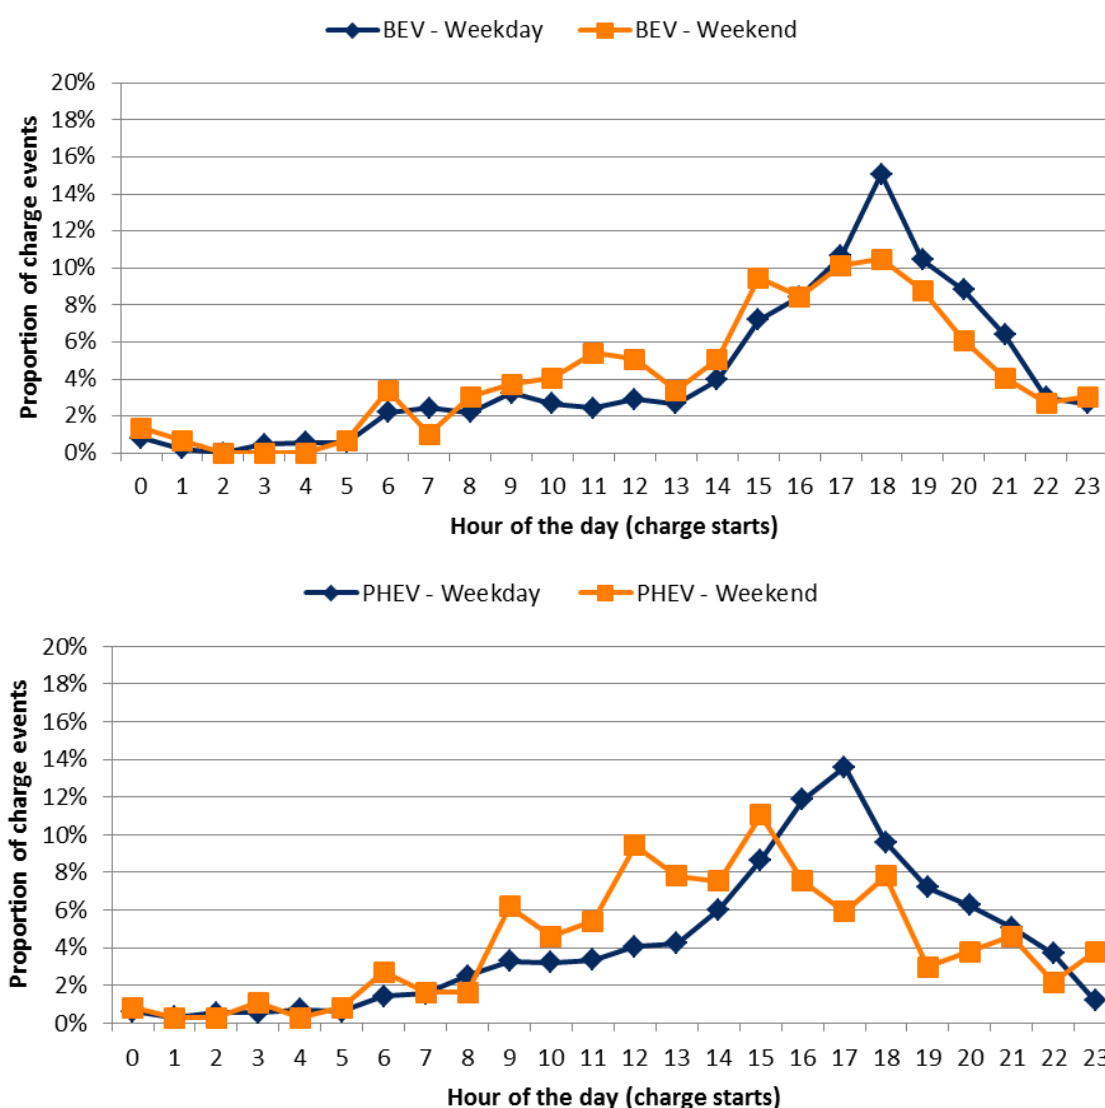 BEV - Weekday BEV - Weekend
20%
18%
16%
14%
12%
10%
8%
6%
4%
2%
0%
Proportion of charge events
0 1 2 3 4 5 6 7 8 9 10 11 12 13 14 15 16 17 18 19 20 21 22 23
Hour of the day (charge starts)
PHEV - Weekday PHEV - Weekend
20%
18%
16%
14%
12%
10%
8%
6%
4%
2%
0%
Proportion of charge events
0 1 2 3 4 5 6 7 8 9 10 11 12 13 14 15 16 17 18 19 20 21 22 23
Hour of the day (charge starts)